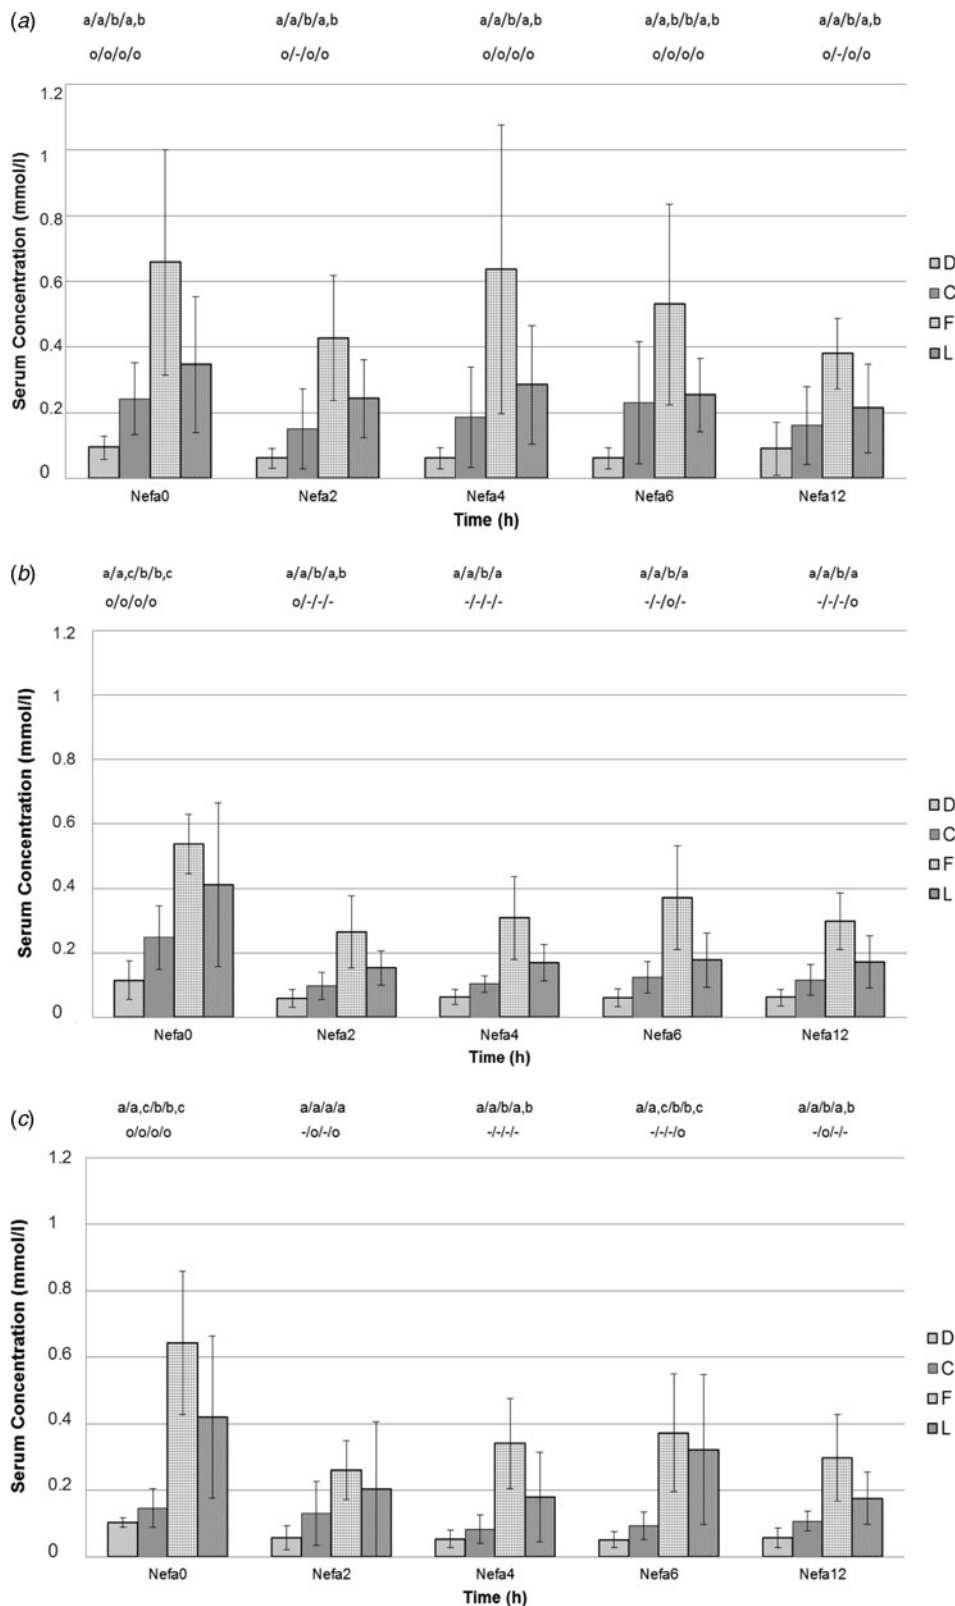 (a) a/a/b/a,b a/a/b/a,b a/a/b/a,b a/a,b/b/a,b a/a/b/a,b
o/o/o/o o/-/o/o o/o/o/o o/o/o/o o/-/o/o
1.2
1
0.8
0.6
0.4
0.2
0
Serum Concentration (mmol/l)
D
C
F
L
Nefa0 Nefa2 Nefa4 Nefa6 Nefa12
Time (h)
(b) a/a,c/b/b,c a/a/b/a,b a/a/b/a a/a/b/a a/a/b/a
o/o/o/o o/-/-/- -/-/-/- -/-/o/- -/-/-/o
1.2
1
0.8
0.6
0.4
0.2
0
Serum Concentration (mmol/l)
D
C
F
L
Nefa0 Nefa2 Nefa4 Nefa6 Nefa12
Time (h)
(c) a/a,c/b/b,c a/a/a/a a/a/b/a,b a/a,c/b/b,c a/a/b/a,b
o/o/o/o -/o/-/o -/-/-/- -/-/-/o -/o/-/-
1.2
1
0.8
0.6
0.4
0.2
0
Serum Concentration (mmol/l)
D
C
F
L
Nefa0 Nefa2 Nefa4 Nefa6 Nefa12
Time (h)